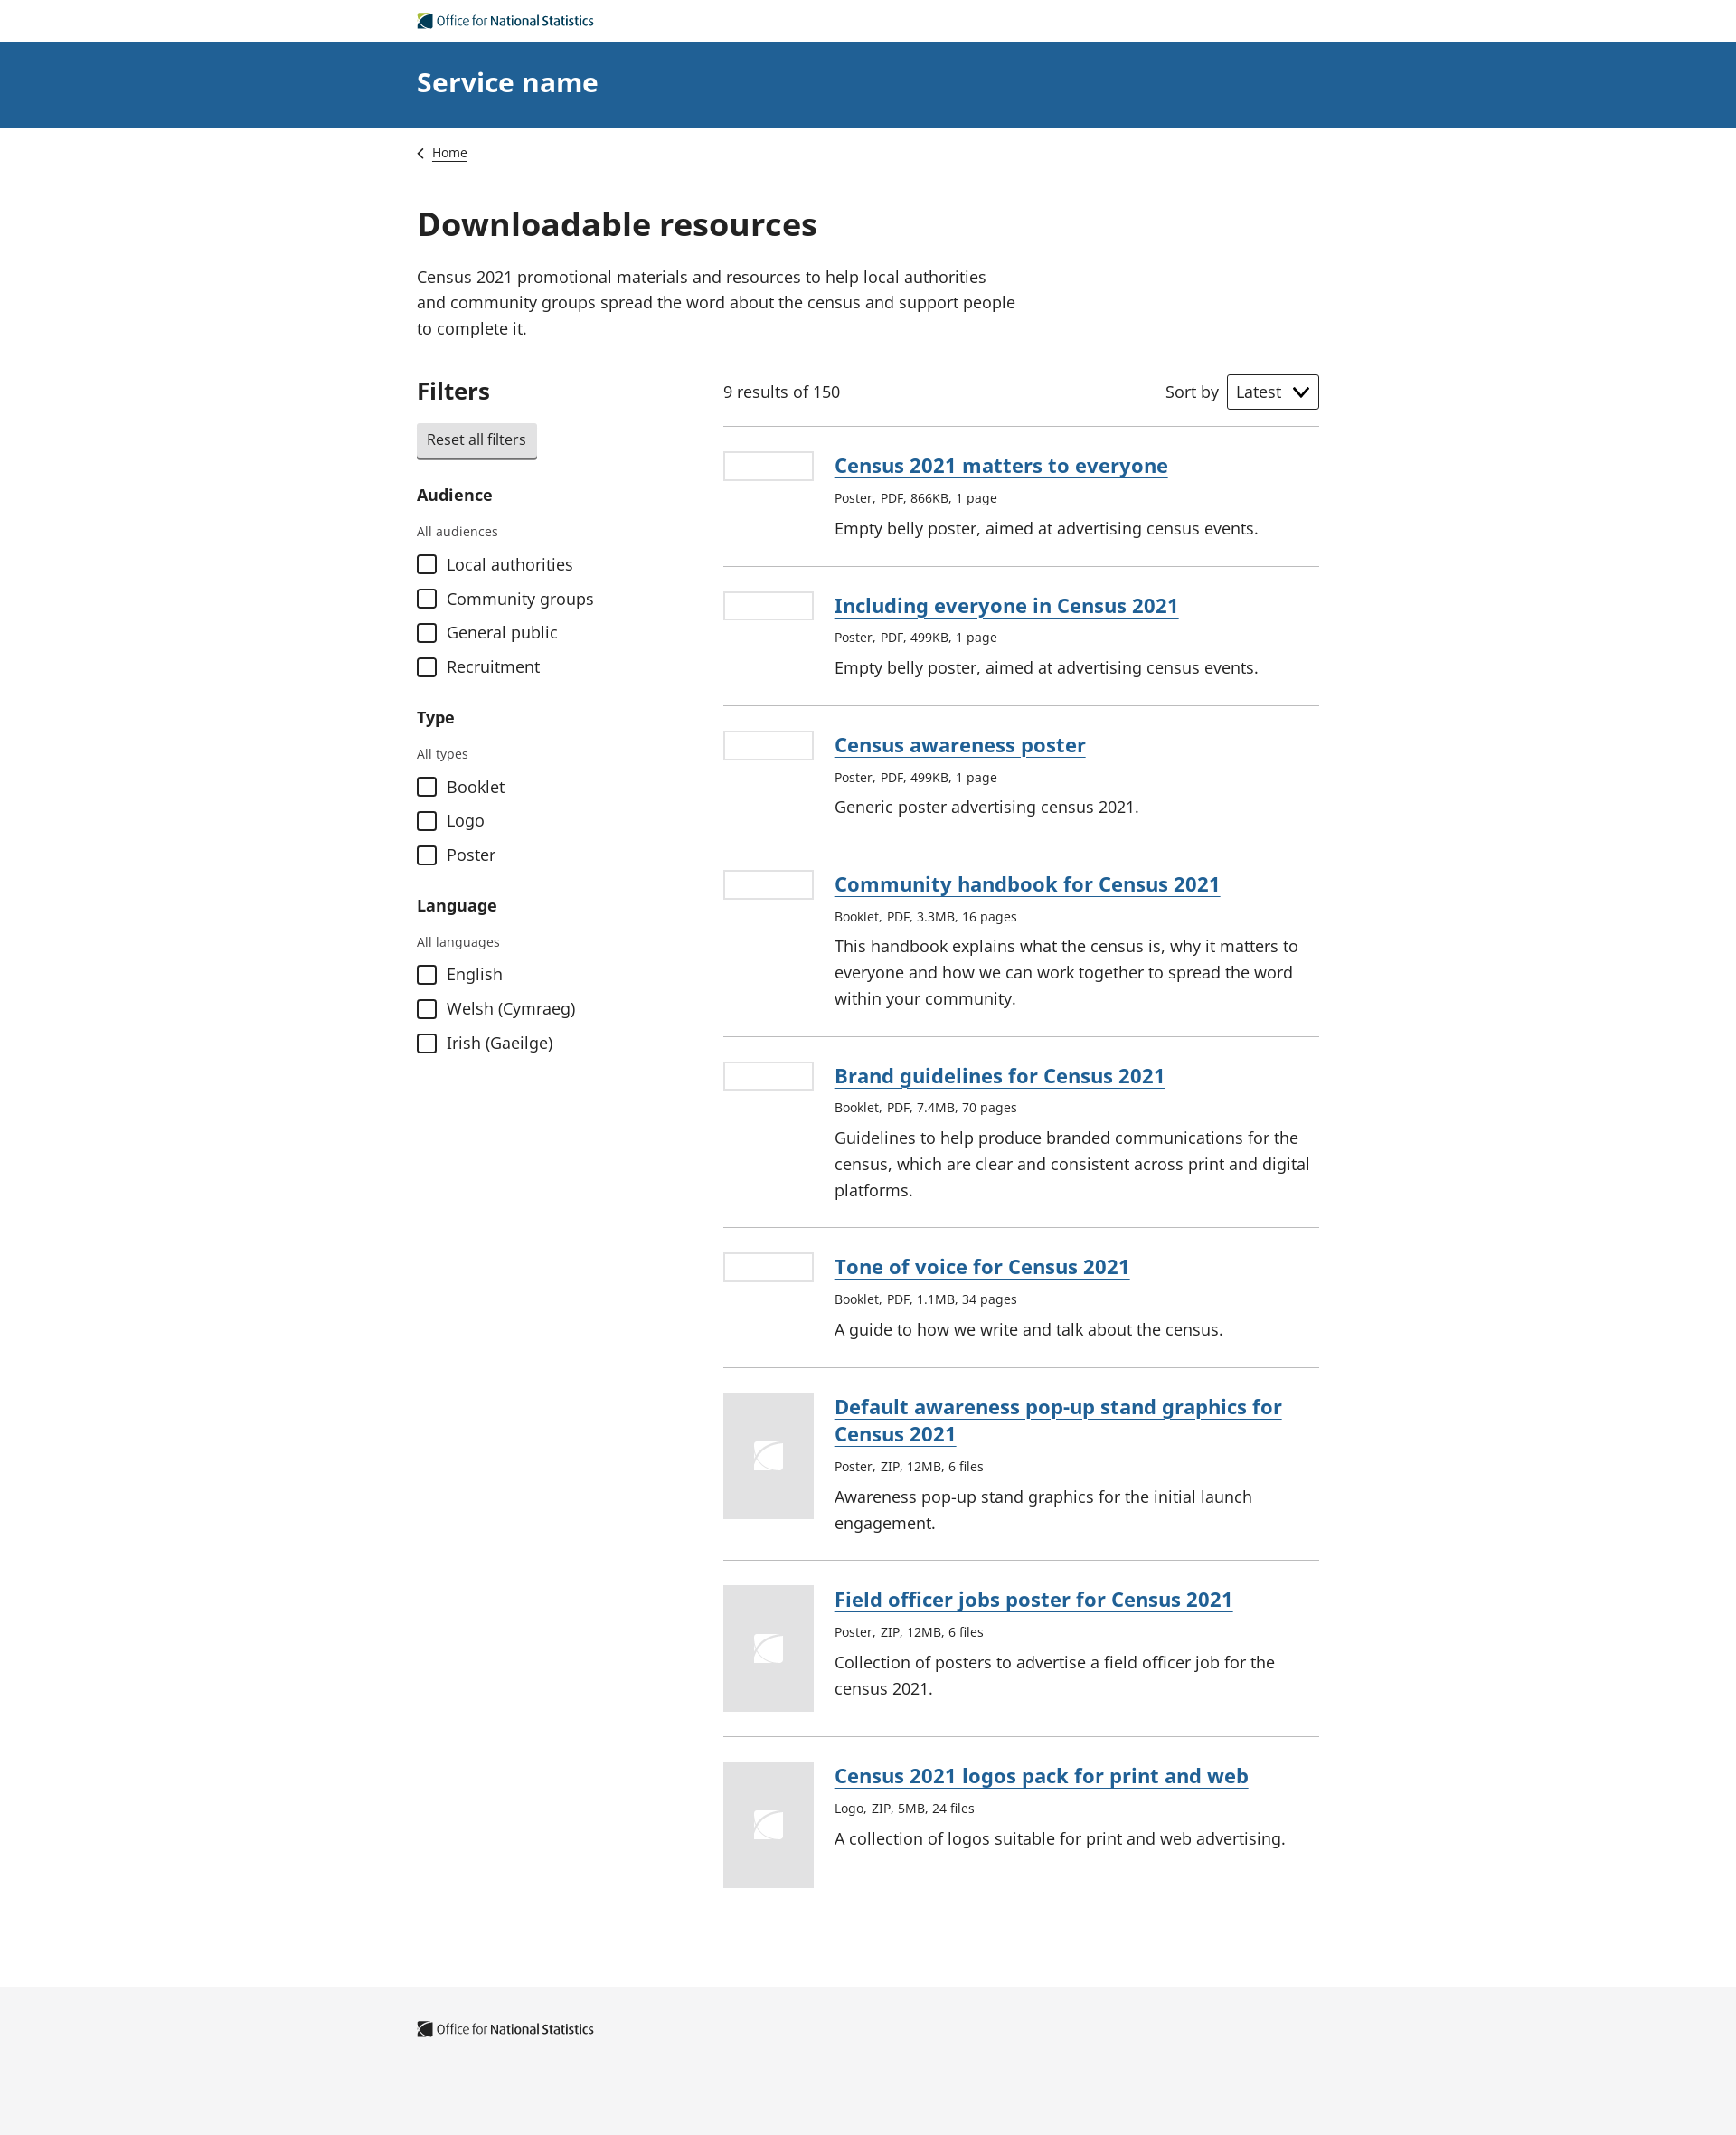 Office for National Statistics
Service name
Home
Downloadable resources
Census 2021 promotional materials and resources to help local authorities
and community groups spread the word about the census and support people
to complete it.
Filters
Reset all filters
Audience
All audiences
Local authorities
Community groups
General public
Recruitment
Type
All types
Booklet
Logo
Poster
Language
All languages
English
Welsh (Cymraeg)
Irish (Gaeilge)
9 results of 150
Sort by Latest
Census 2021 matters to everyone
Poster, PDF, 866KB, 1 page
Empty belly poster, aimed at advertising census events.
Including everyone in Census 2021
Poster, PDF, 499KB, 1 page
Empty belly poster, aimed at advertising census events.
Census awareness poster
Poster, PDF, 499KB, 1 page
Generic poster advertising census 2021.
Community handbook for Census 2021
Booklet, PDF, 3.3MB, 16 pages
This handbook explains what the census is, why it matters to
everyone and how we can work together to spread the word
within your community.
Brand guidelines for Census 2021
Booklet, PDF, 7.4MB, 70 pages
Guidelines to help produce branded communications for the
census, which are clear and consistent across print and digital
platforms.
Tone of voice for Census 2021
Booklet, PDF, 1.1MB, 34 pages
A guide to how we write and talk about the census.
Default awareness pop-up stand graphics for
Census 2021
Poster, ZIP, 12MB, 6 files
Awareness pop-up stand graphics for the initial launch
engagement.
Field officer jobs poster for Census 2021
Poster, ZIP, 12MB, 6 files
Collection of posters to advertise a field officer job for the
census 2021.
Census 2021 logos pack for print and web
Logo, ZIP, 5MB, 24 files
A collection of logos suitable for print and web advertising.
Office for National Statistics